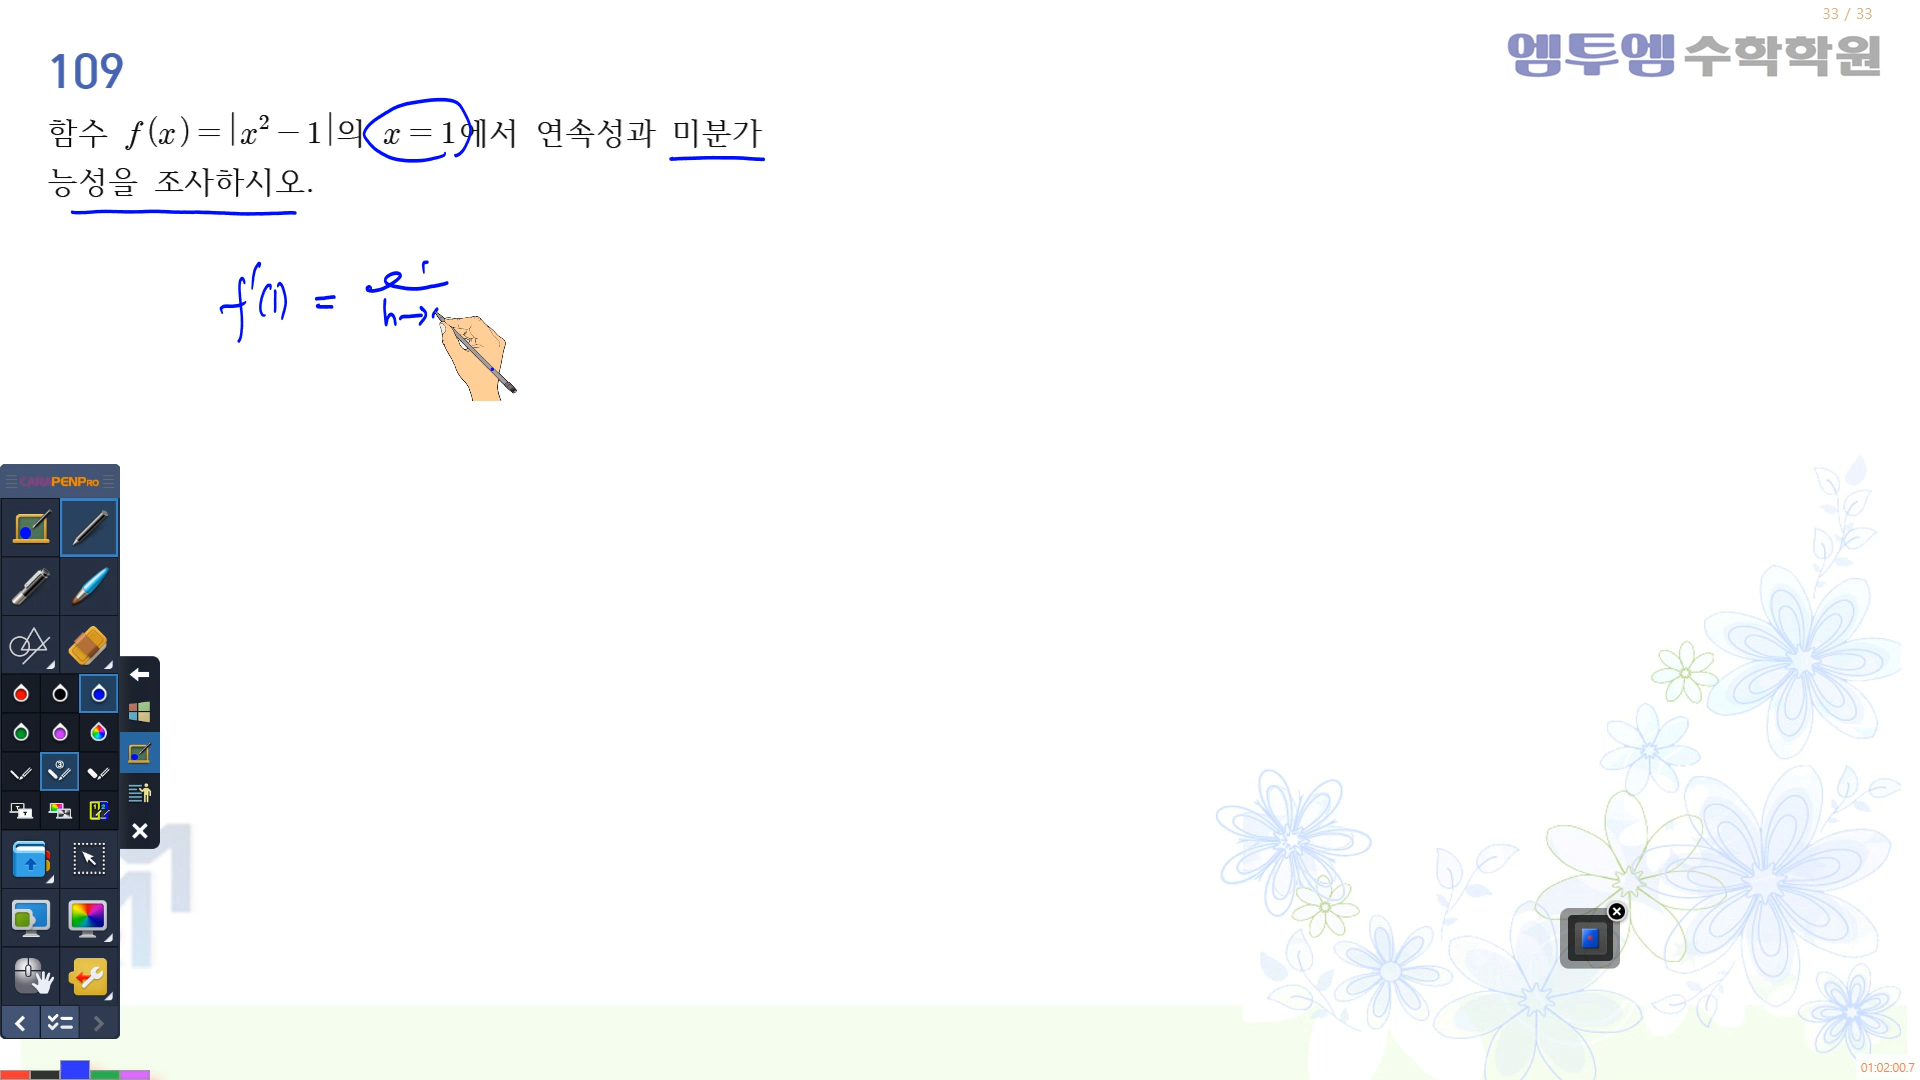 33 / 33
엠투엠 수학학원
109
함수 f(x)=|x²-1|의 x=1에서 연속성과 미분가
능성을 조사하시오.
f'(1) =
h→
CARAPENPRO
③
01:02:00.7